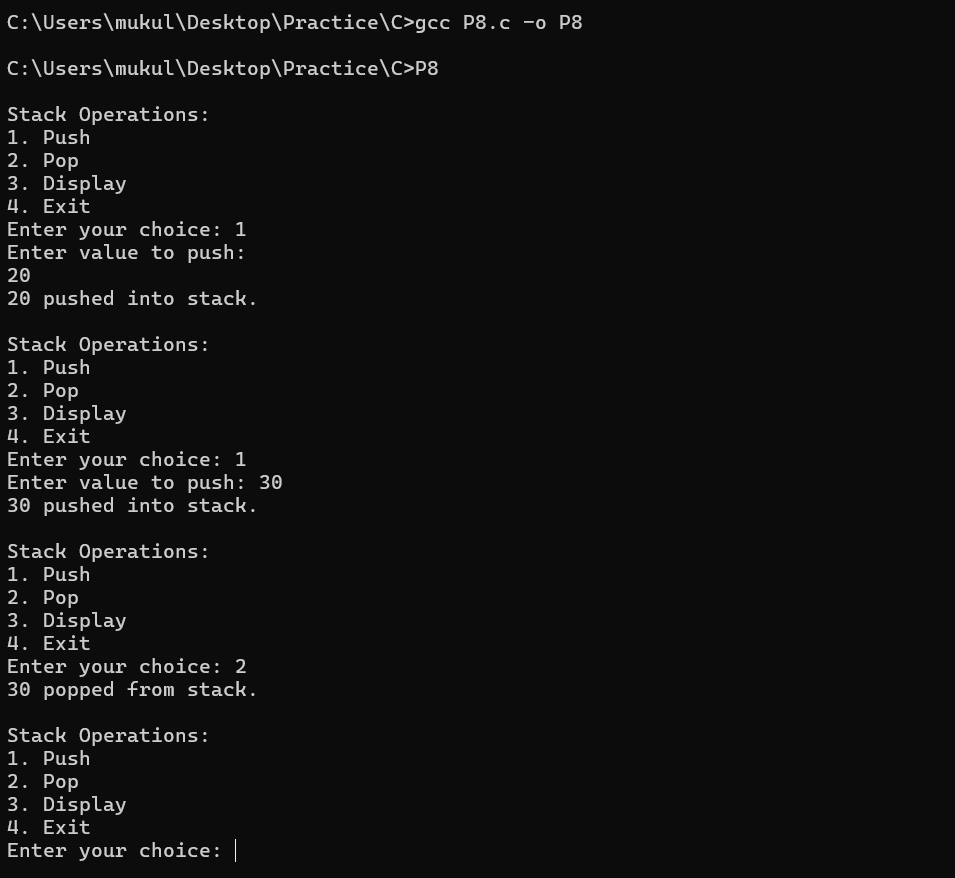 C:\Users\mukul\Desktop\Practice\C>gcc P8.c -o P8
C:\Users\mukul\Desktop\Practice\C>P8
Stack Operations:
1. Push
2. Pop
3. Display
4. Exit
Enter your choice: 1
Enter value to push:
20
20 pushed into stack.
Stack Operations:
1. Push
2. Pop
3. Display
4. Exit
Enter your choice: 1
Enter value to push: 30
30 pushed into stack.
Stack Operations:
1. Push
2. Pop
3. Display
4. Exit
Enter your choice: 2
30 popped from stack.
Stack Operations:
1. Push
2. Pop
3. Display
4. Exit
Enter your choice: